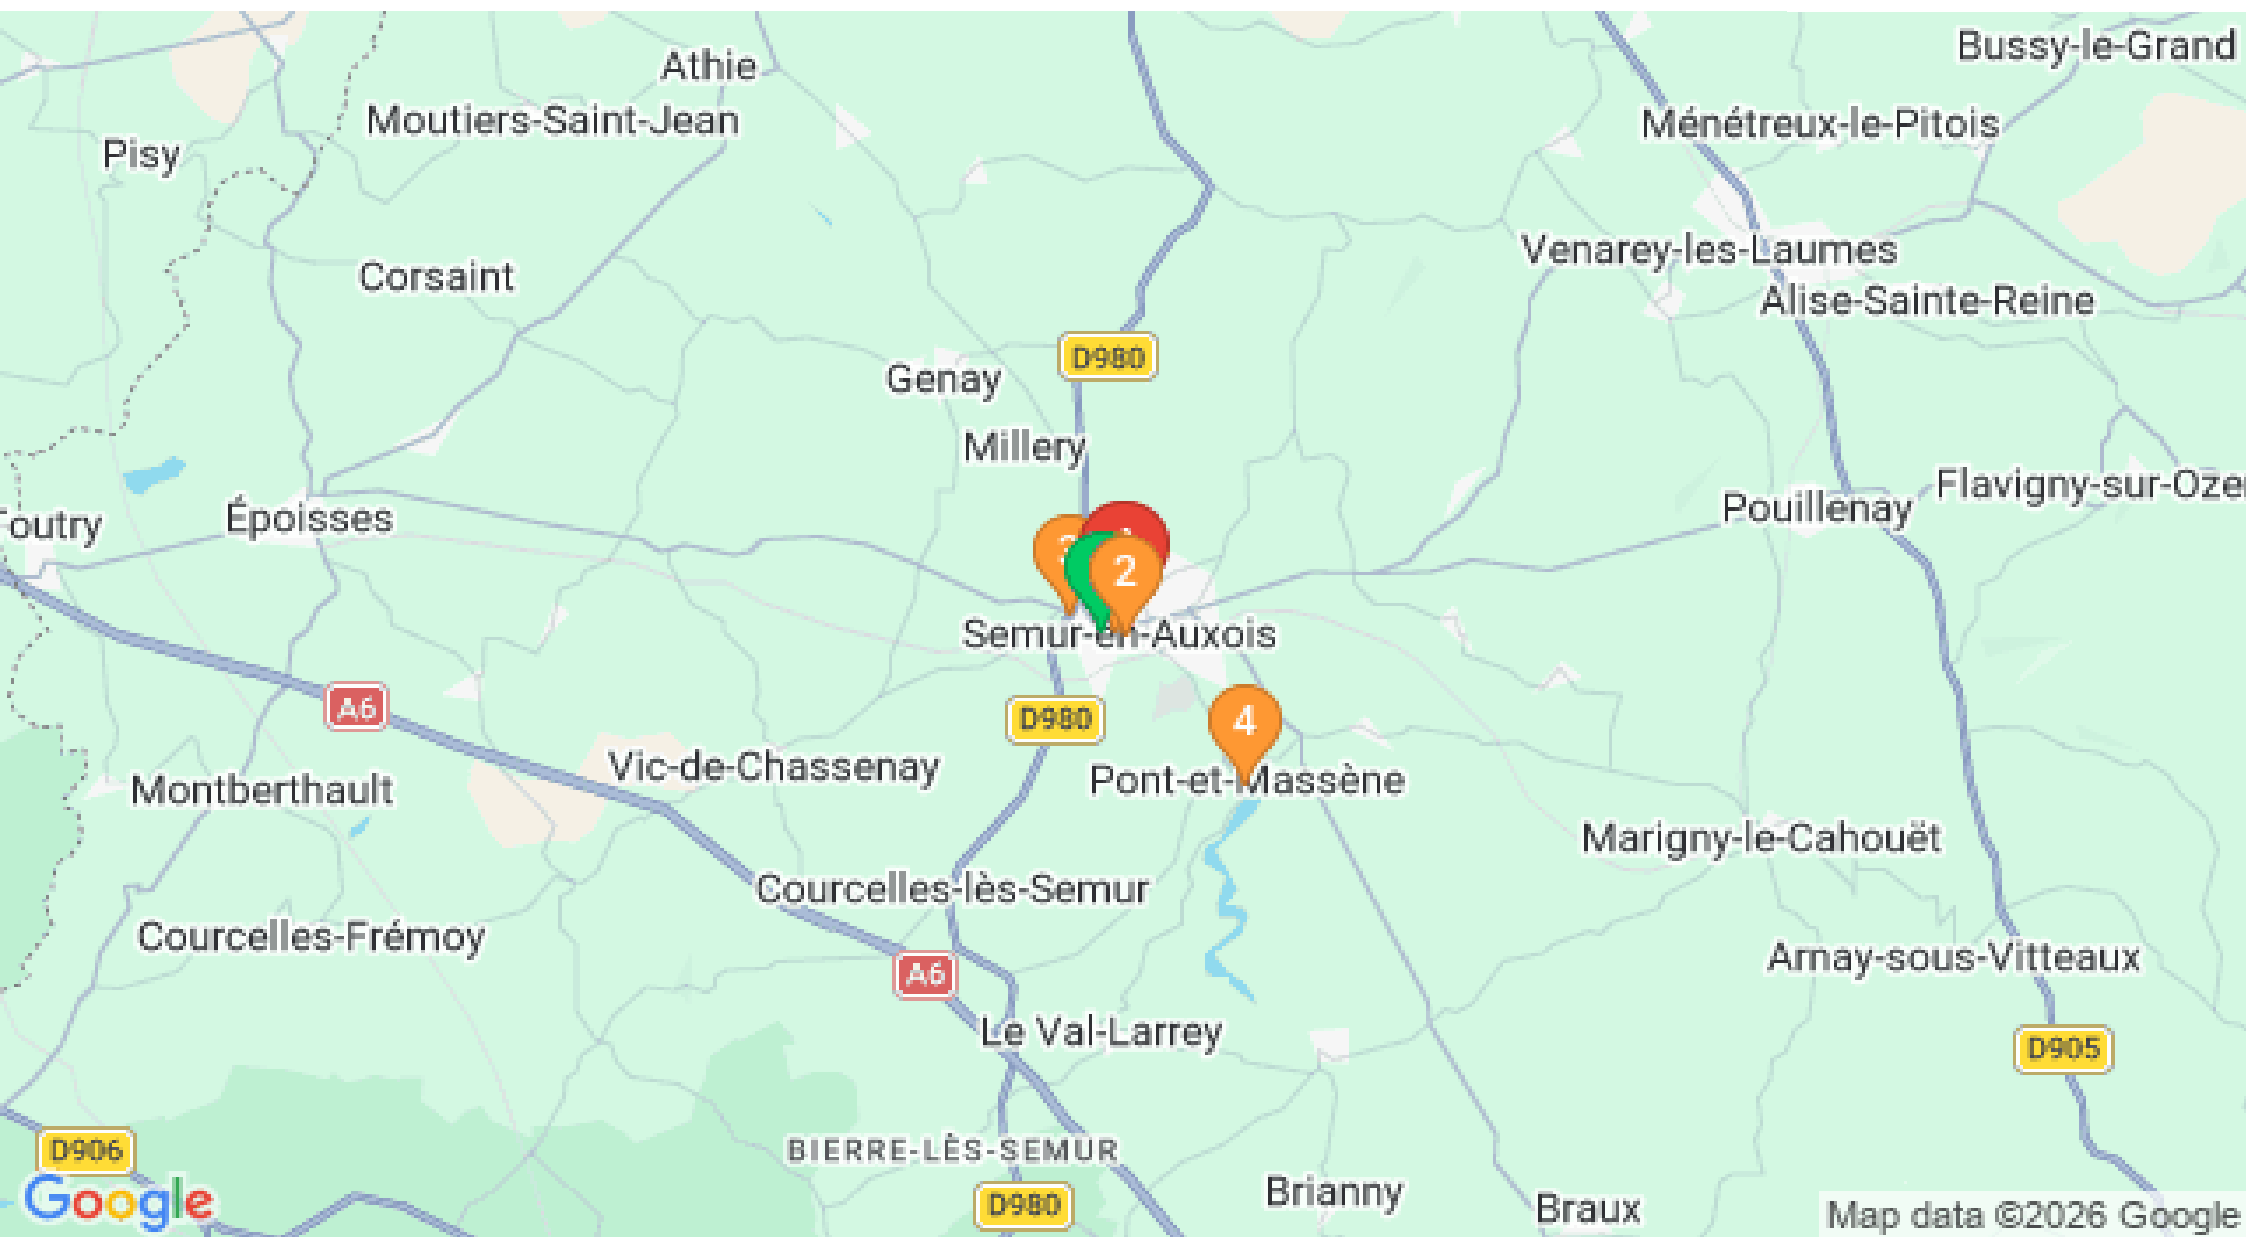 Bussy-le-Grand
Athie
Moutiers-Saint-Jean
Ménétreux-le-Pitois
Pisy
Venarey-les-Laumes
Corsaint
Alise-Sainte-Reine
D980
Genay
Millery
Flavigny-sur-Oze
Pouillenay
Époisses
Toutry
3
2
Semur-en-Auxois
A6
D980
4
Vic-de-Chassenay
Pont-et-Massène
Montberthault
Marigny-le-Cahouët
Courcelles-lès-Semur
Courcelles-Frémoy
Arnay-sous-Vitteaux
A6
Le Val-Larrey
D905
D906
BIERRE-LÈS-SEMUR
Google
Brianny
D980
Braux
Map data ©2026 Google